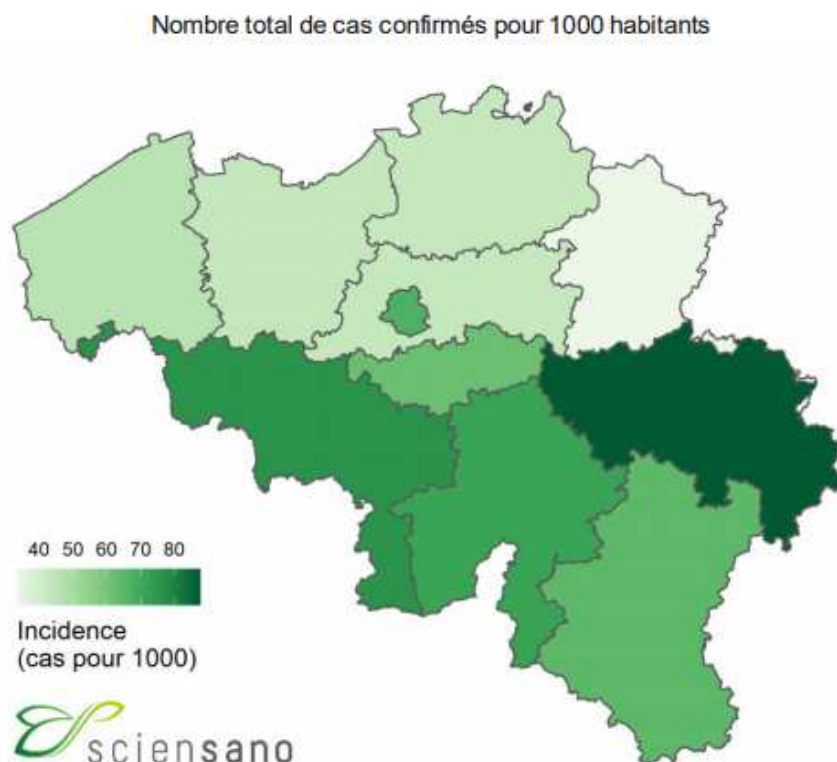 Nombre total de cas confirmés pour 1000 habitants
40 50 60 70 80
Incidence
(cas pour 1000)
sciensano